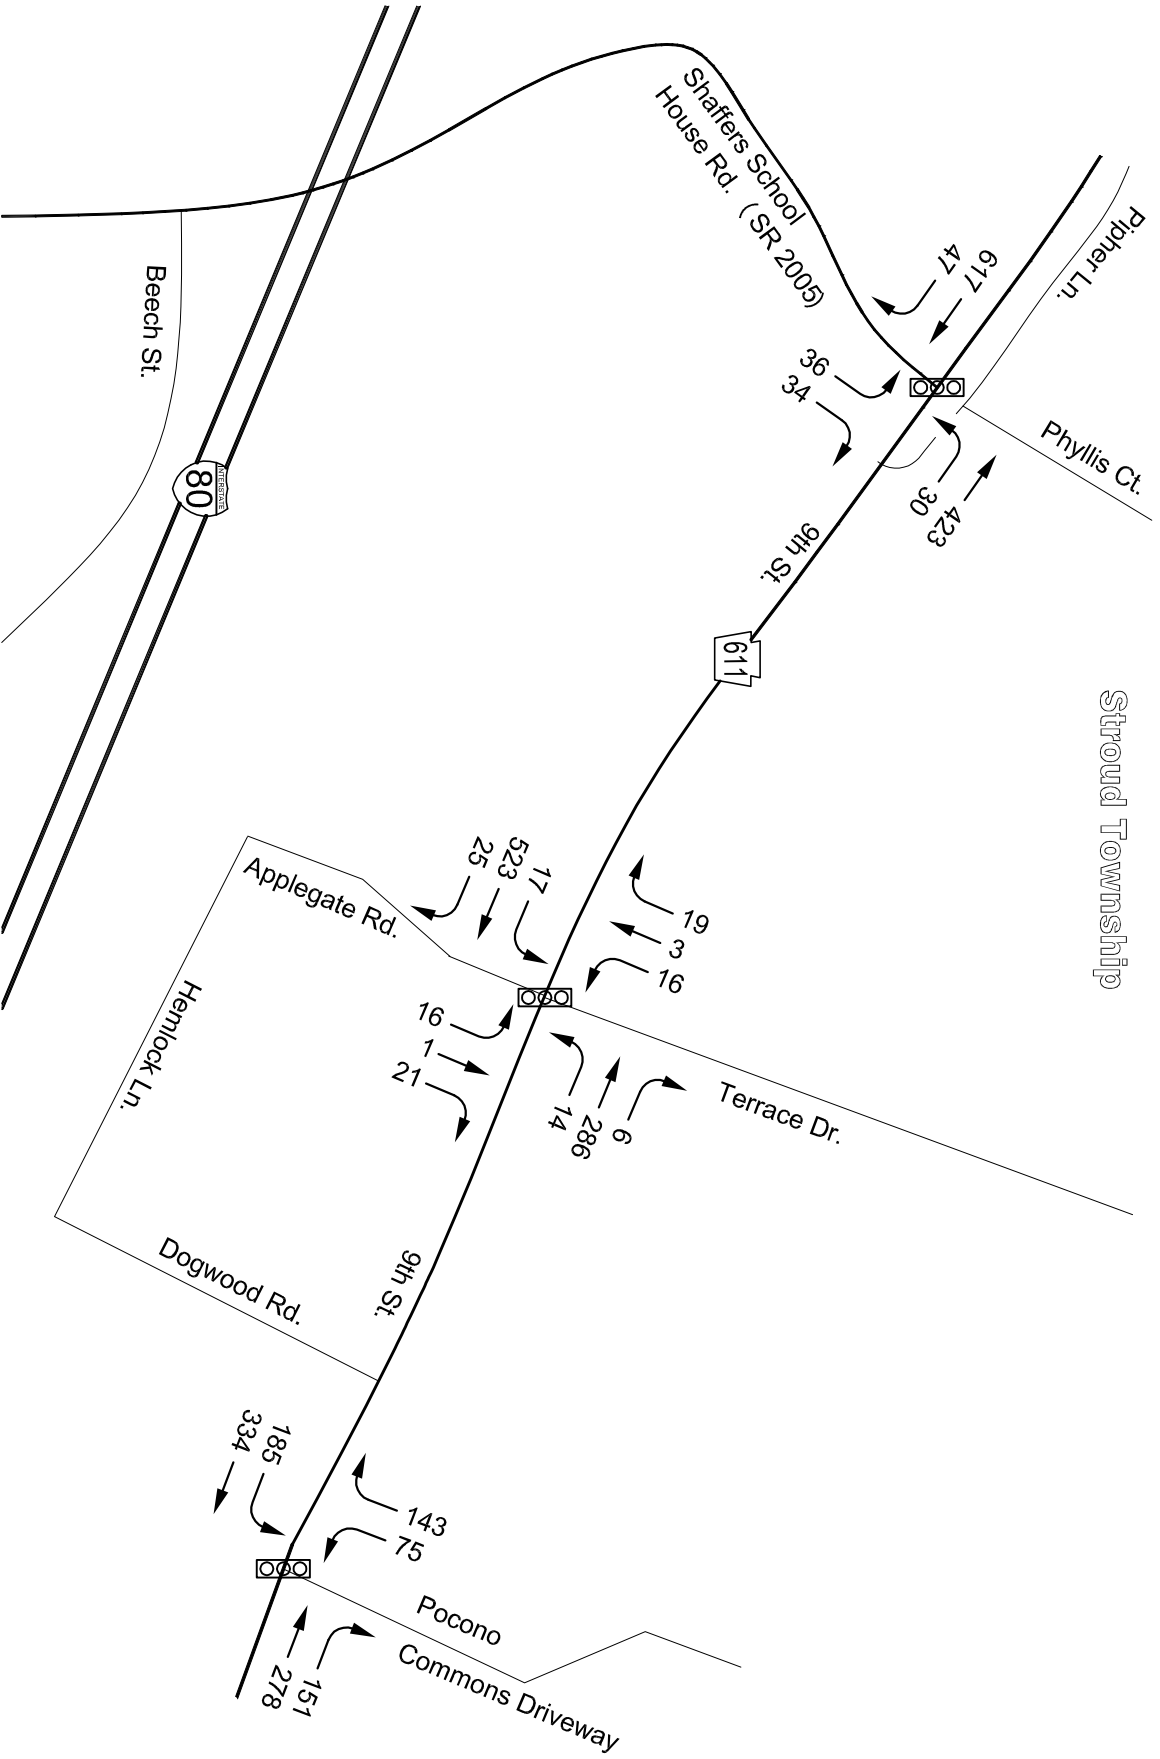 Stroud Township
Pipher Ln.
Phyllis Ct.
Shaffers School
House Rd. (SR 2005)
617
47
36
34
423
30
9th St.
611
Beech St.
INTERSTATE
80
Applegate Rd.
Hemlock Ln.
Dogwood Rd.
17
523
25
19
3
16
16
1
21
6
286
14
Terrace Dr.
9th St.
185
334
143
75
151
278
Pocono
Commons Driveway